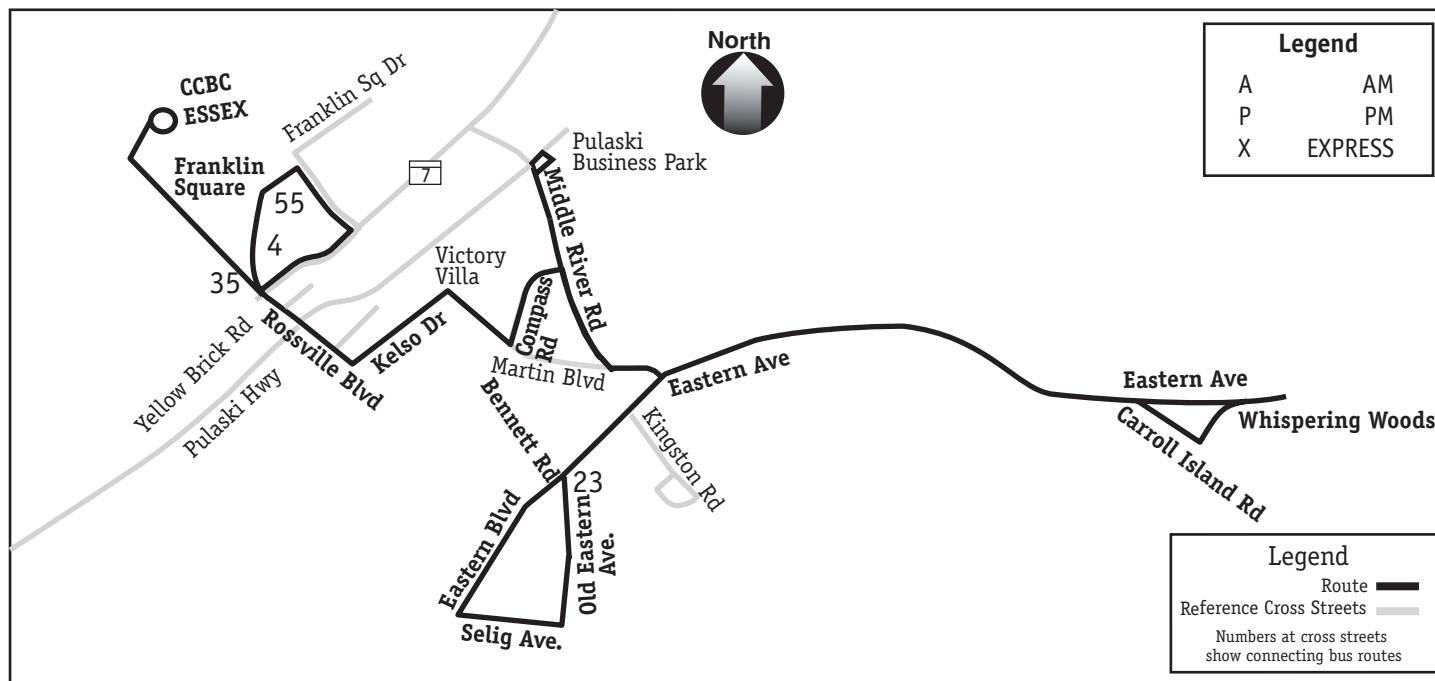 North
Legend
A AM
P PM
X EXPRESS
CCBC
ESSEX
Franklin Sq Dr
Franklin
Square
55
4
35
7
Pulaski
Business Park
Middle River Rd
Victory
Villa
Compass
Rd
Kelso Dr
Rossville Blvd
Yellow Brick Rd
Pulaski Hwy
Martin Blvd
Eastern Ave
Bennett Rd
Kingston Rd
23
Eastern Blvd
Old Eastern
Ave.
Selig Ave.
Eastern Ave
Whispering Woods
Carroll Island Rd
Legend
Route
Reference Cross Streets
Numbers at cross streets
show connecting bus routes